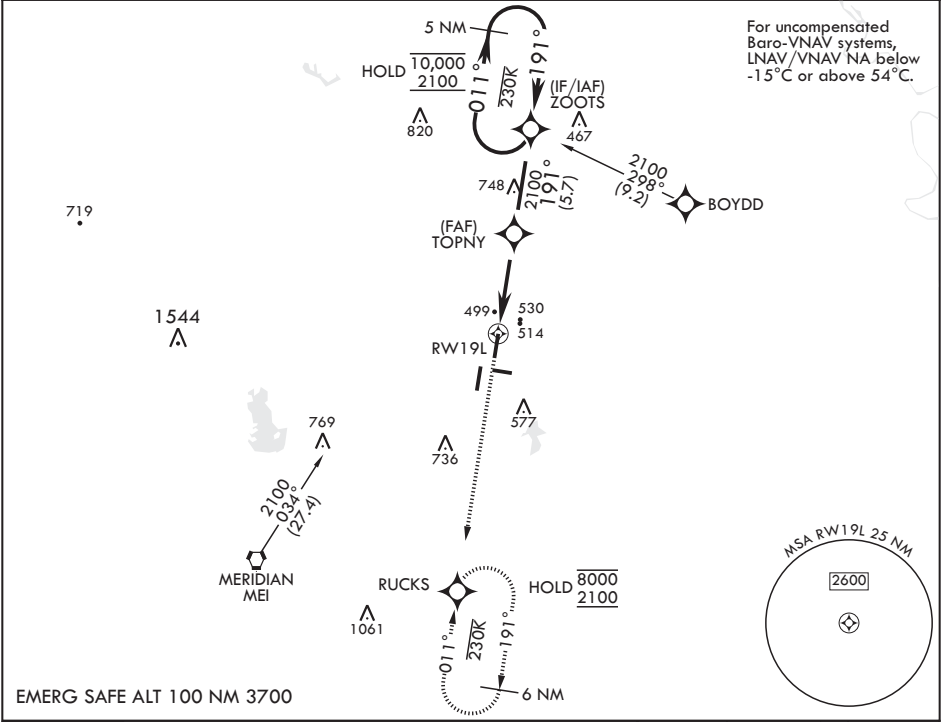 5 NM
HOLD 10,000
2100
011°
230K
191°
For uncompensated
Baro-VNAV systems,
LNAV/VNAV NA below
-15°C or above 54°C.
(IF/IAF)
ZOOTS
820
467
2100
298°
(9.2)
BOYDD
748
2100
191°
(5.7)
719
(FAF)
TOPNY
499
530
514
1544
RW19L
577
769
736
2100
034°
(27.4)
MERIDIAN
MEI
MSA RW19L 25 NM
2600
RUCKS
HOLD 8000
2100
1061
011°
230K
191°
6 NM
EMERG SAFE ALT 100 NM 3700